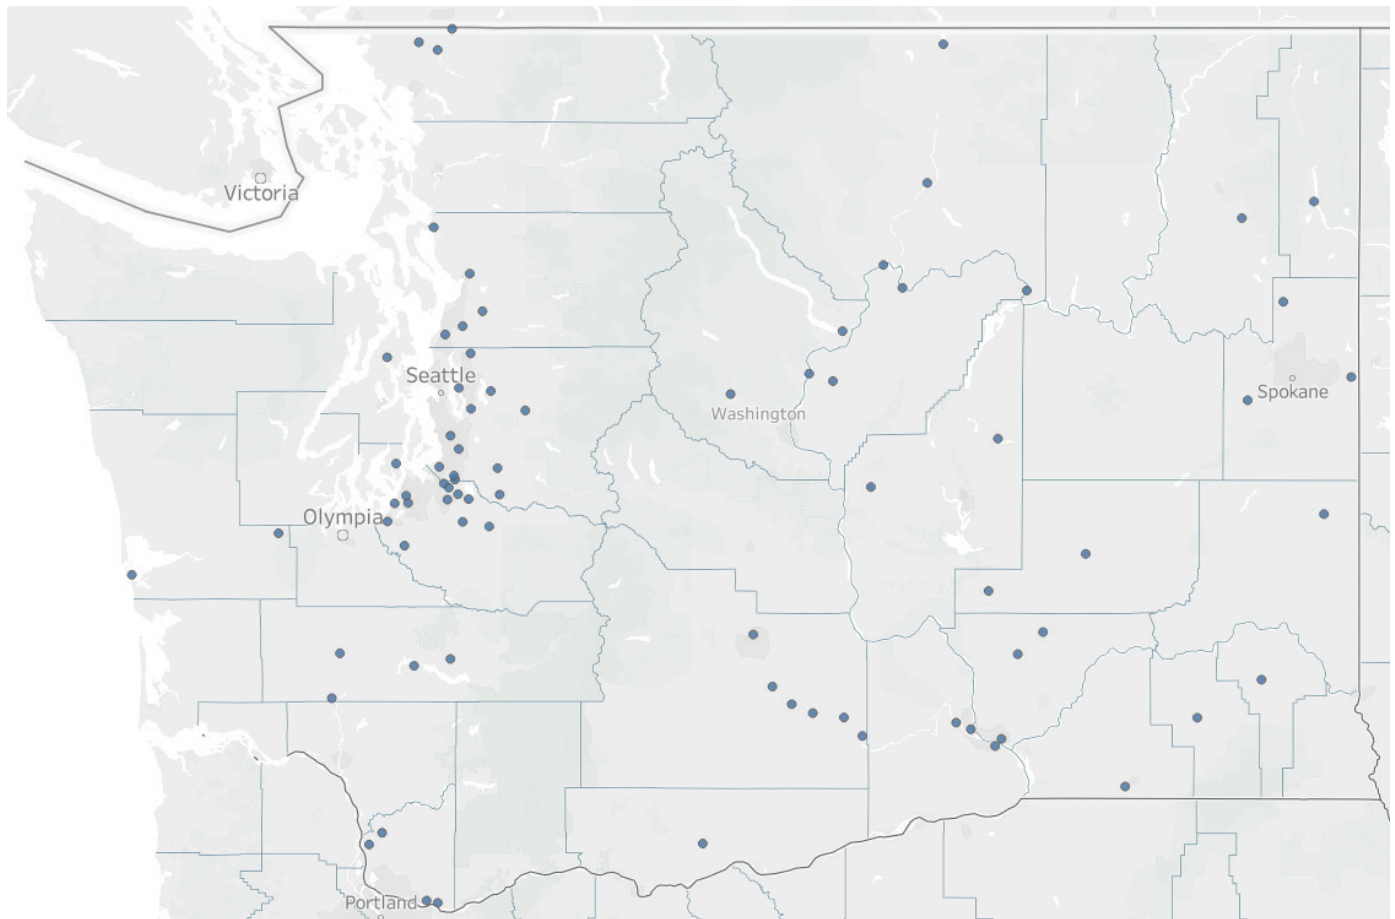 Victoria
Seattle
Spokane
Washington
Olympia
Portland